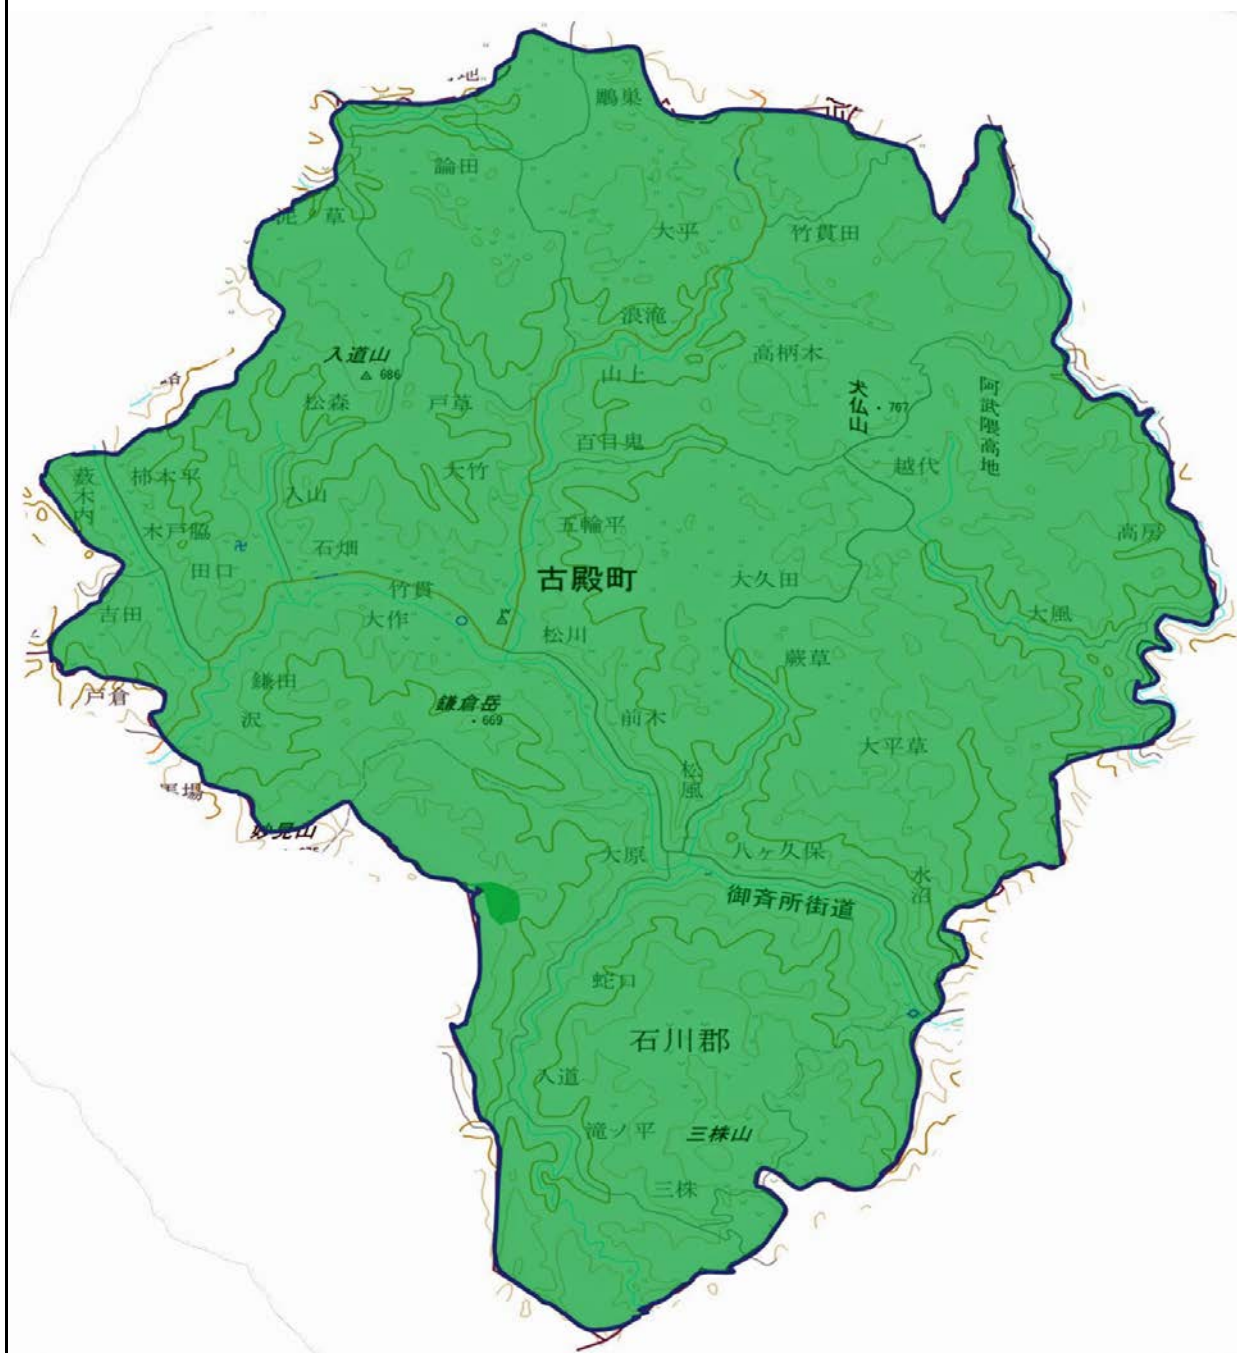 鵰巣
論田
泥ノ草
大平
竹貫田
浪滝
入道山
686
山上
高柄木
松森
戸草
犬仏山
767
阿武隈高地
百目鬼
大竹
越代
薮木内
柿本平
入山
木戸脇
五輪平
高房
石畑
田口
古殿町
竹貫
大久田
吉田
大作
松川
大風
蕨草
鎌田
戸倉
沢
鎌倉岳
669
前木
大平草
松風
馬場
妙見山
大原
八ヶ久保
水沼
御斉所街道
蛇口
石川郡
入道
滝ノ平
三株山
三株